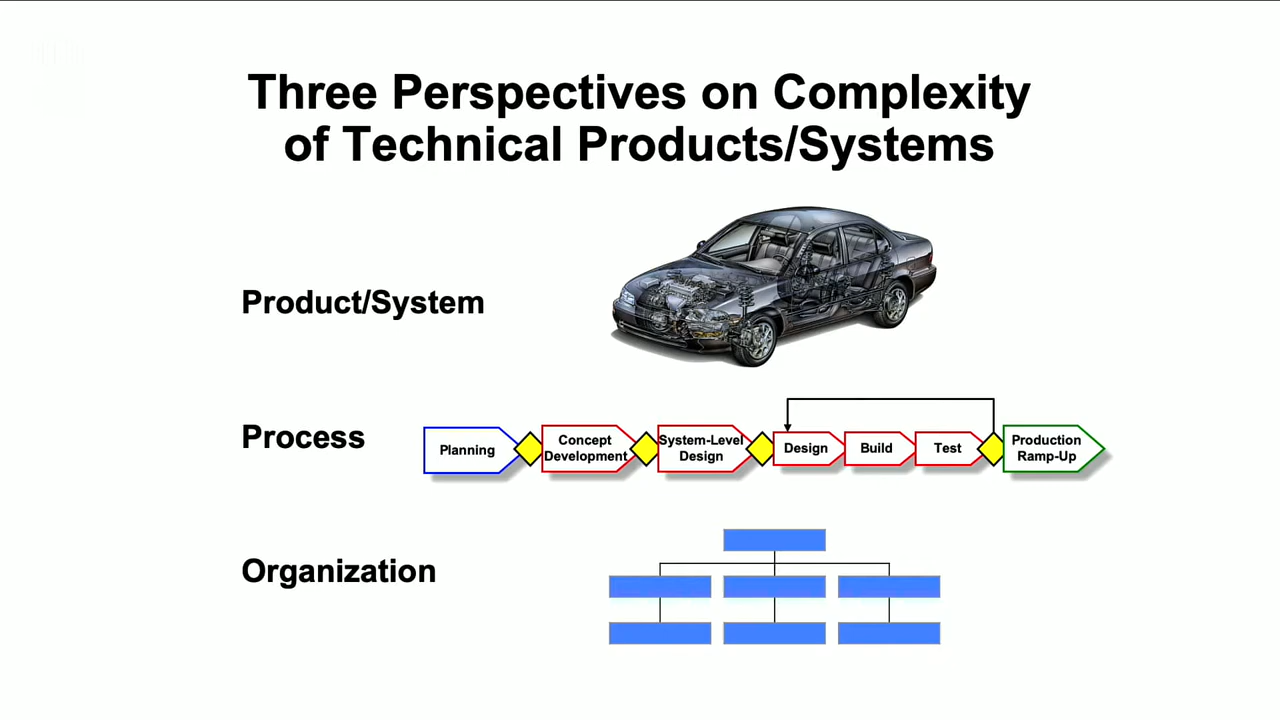 Three Perspectives on Complexity
of Technical Products/Systems
Product/System
Process
Planning
Concept
Development
System-Level
Design
Design
Build
Test
Production
Ramp-Up
Organization